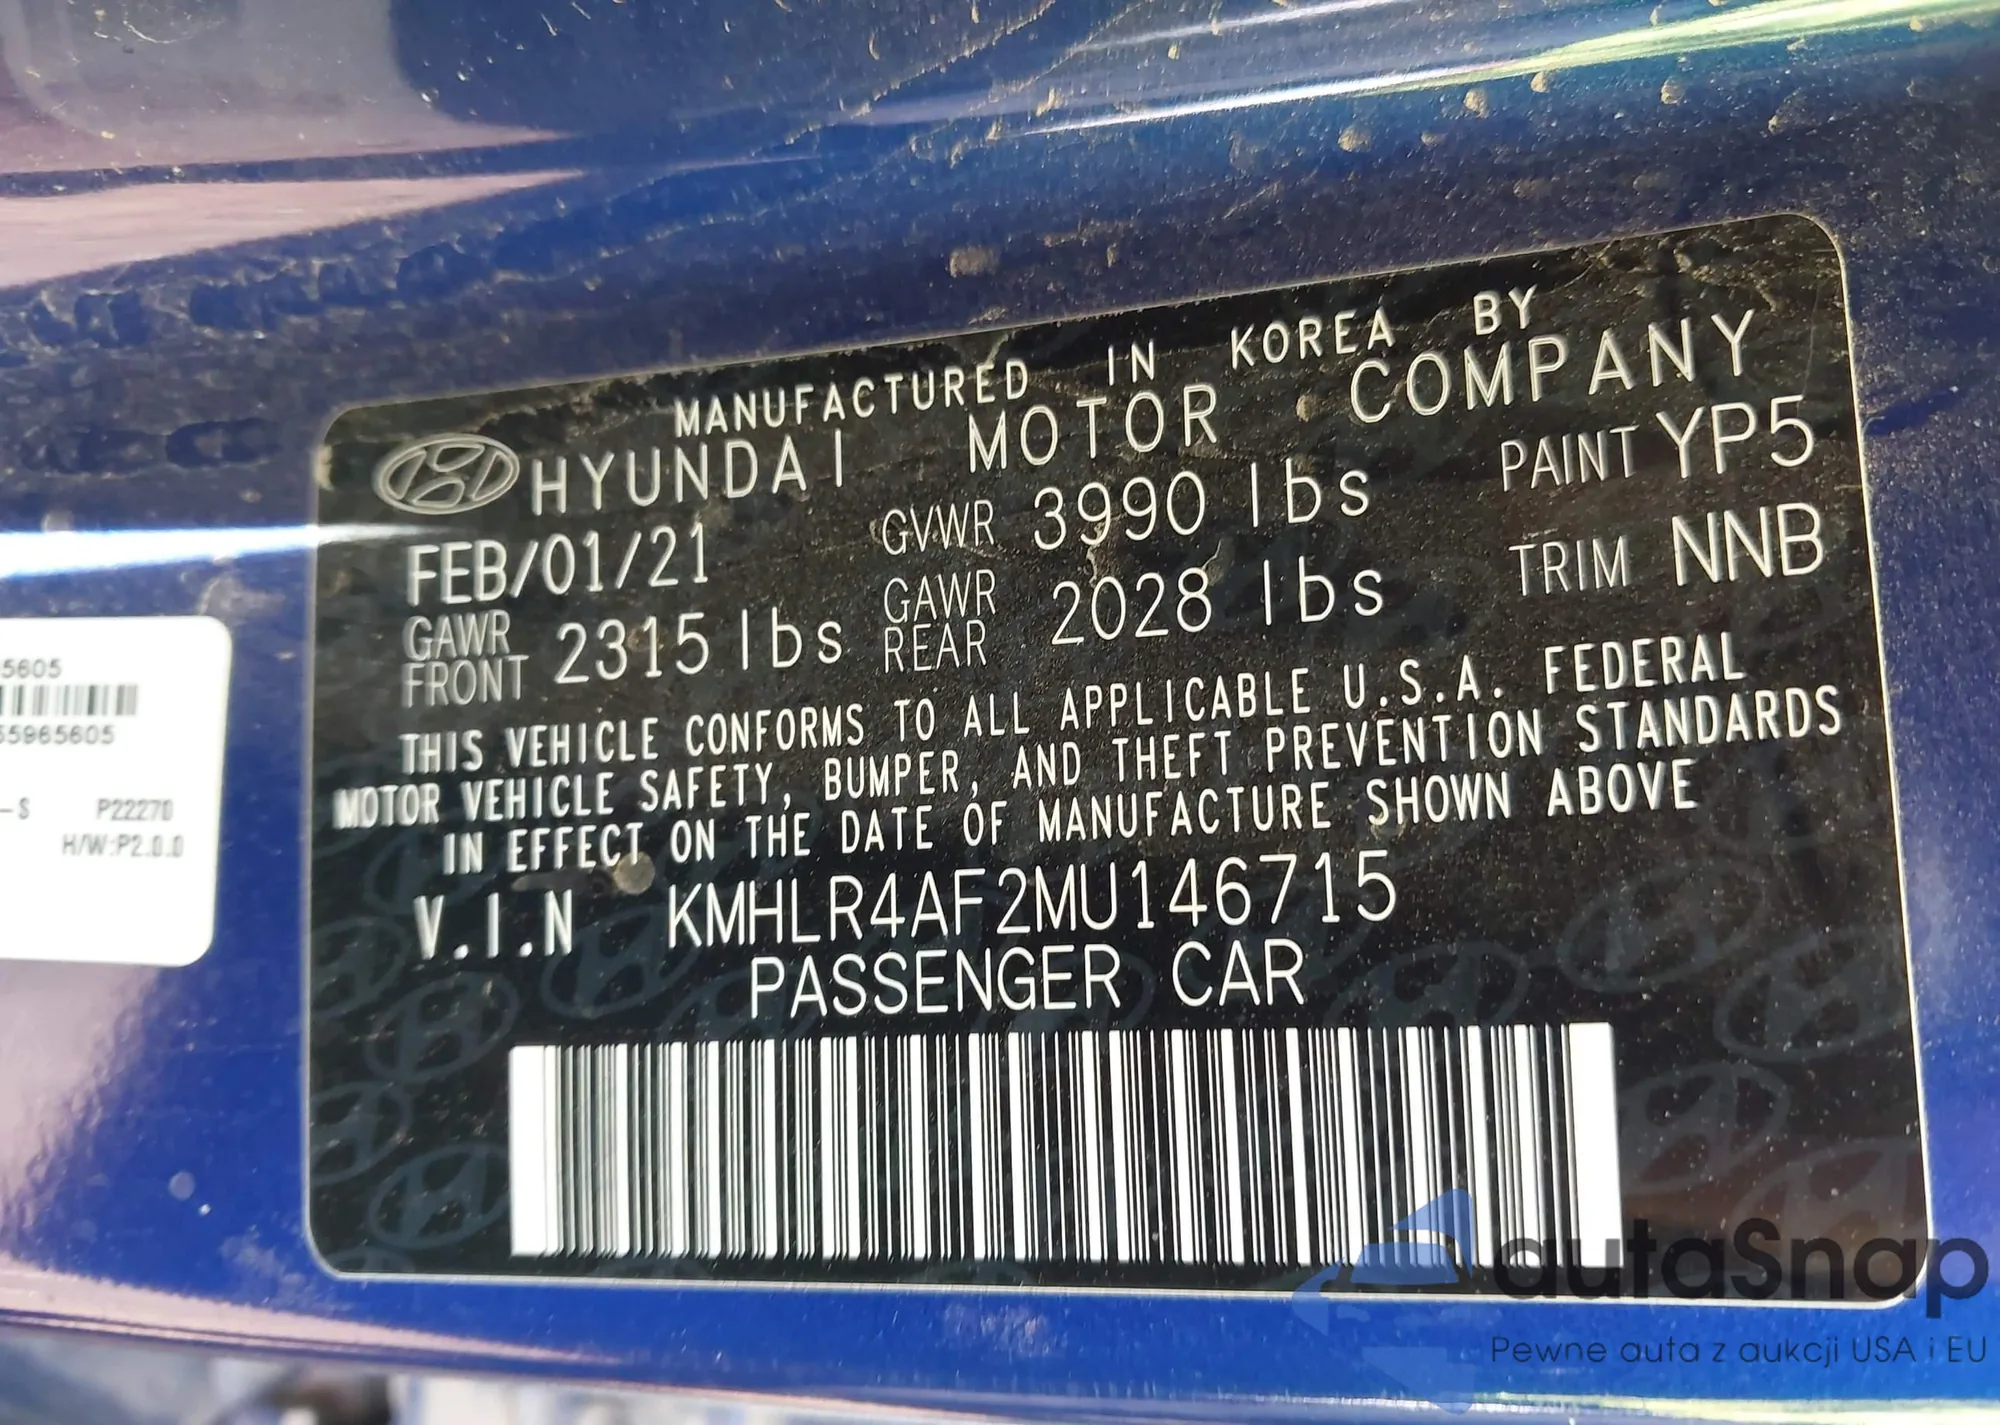 MANUFACTURED IN KOREA BY
HYUNDAI MOTOR COMPANY
FEB/01/21 GVWR 3990 lbs PAINT YP5
GAWR FRONT 2315 lbs GAWR REAR 2028 lbs TRIM NNB
THIS VEHICLE CONFORMS TO ALL APPLICABLE U.S.A. FEDERAL
MOTOR VEHICLE SAFETY, BUMPER, AND THEFT PREVENTION STANDARDS
IN EFFECT ON THE DATE OF MANUFACTURE SHOWN ABOVE
V.I.N KMHLR4AF2MU146715
PASSENGER CAR
5605
55965605
-S P22270
H/W:P2.0.0
autaSnap
Pewne auta z aukcji USA i EU